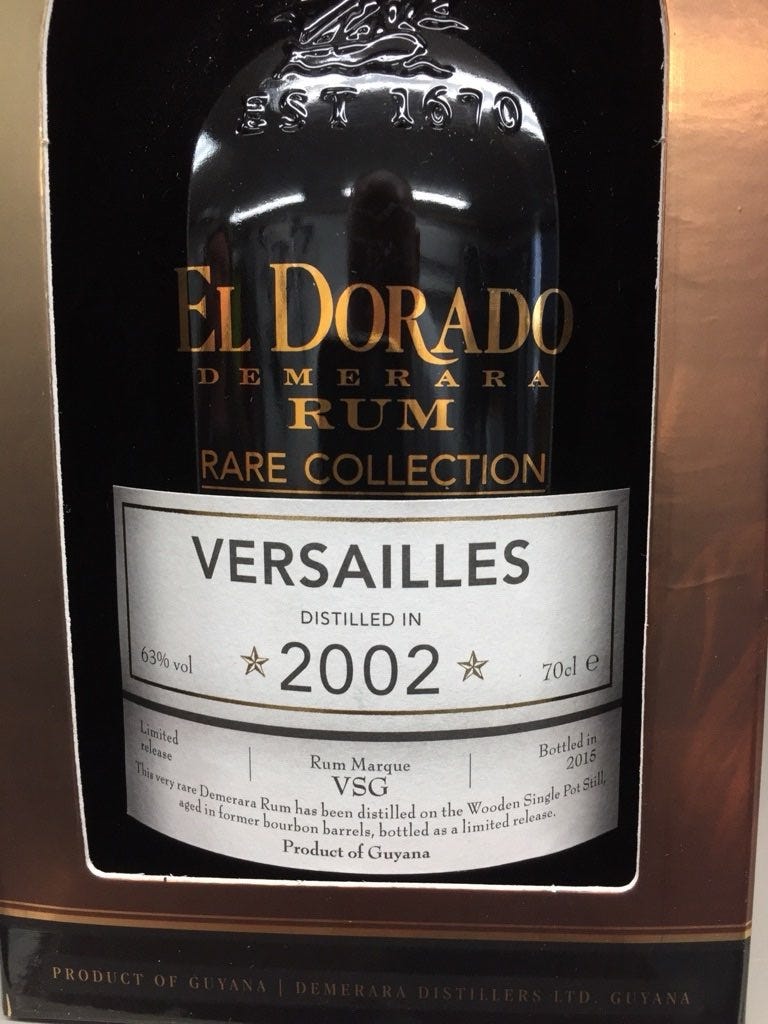 EST 1670
EL DORADO
DEMERARA
RUM
RARE COLLECTION
VERSAILLES
DISTILLED IN
63% vol
2002
70cl e
Limited
release
Rum Marque
VSG
Bottled in
2015
This very rare Demerara Rum has been distilled on the Wooden Single Pot Still,
aged in former bourbon barrels, bottled as a limited release.
Product of Guyana
PRODUCT OF GUYANA | DEMERARA DISTILLERS LTD. GUYANA